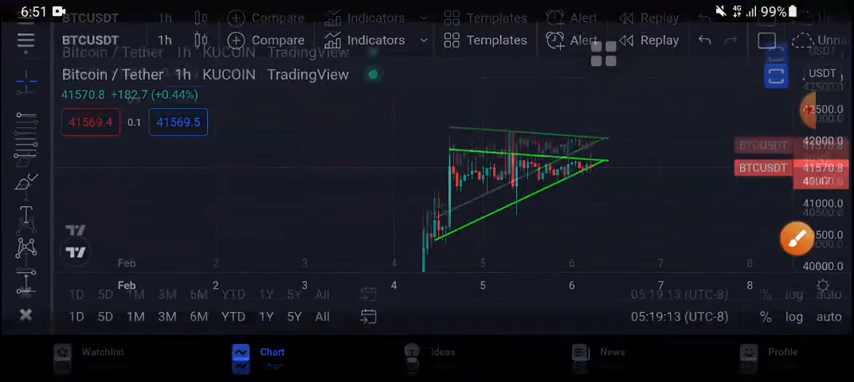 6:51 4G 99%
BTCUSDT 1h Compare Indicators Templates Alert Replay
BTCUSDT 1h Compare Indicators Templates Alert Replay Unna
Bitcoin / Tether 1h KUCOIN TradingView
Bitcoin / Tether · 1h · KUCOIN · TradingView USDT
41570.8 +182.7 (+0.44%)
42500.0
41569.4 0.1 41569.5
42000.0
BTCUSDT
BTCUSDT 41570.8
41000.0
40000.0
Feb 2 3 4 5 6 7 8
Feb 2 3 4 5 6 7 8
1D 5D 1M 3M 6M YTD 1Y 5Y All 05:19:13 (UTC-8) % log auto
1D 5D 1M 3M 6M YTD 1Y 5Y All 05:19:13 (UTC-8) % log auto
Watchlist Chart Ideas News Profile